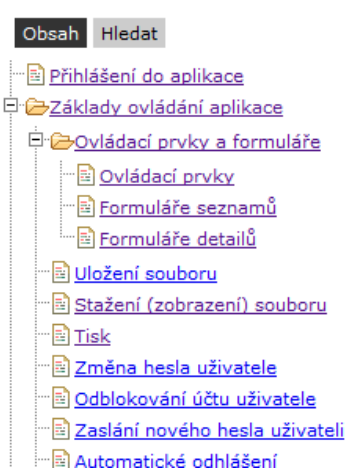 Obsah Hledat
Přihlášení do aplikace
Základy ovládání aplikace
Ovládací prvky a formuláře
Ovládací prvky
Formuláře seznamů
Formuláře detailů
Uložení souboru
Stažení (zobrazení) souboru
Tisk
Změna hesla uživatele
Odblokování účtu uživatele
Zaslání nového hesla uživateli
Automatické odhlášení